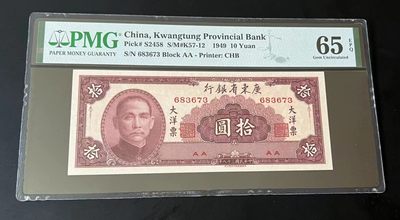 PMG
PAPER MONEY GUARANTY
China, Kwangtung Provincial Bank
Pick# S2458 S/M#K57-12 1949 10 Yuan
S/N 683673 Block AA - Printer: CHB
65 EPQ
Gem Uncirculated
行銀省東廣
683673 683673
拾
拾
大洋票
圓拾
大洋票
AA AA
拾
拾